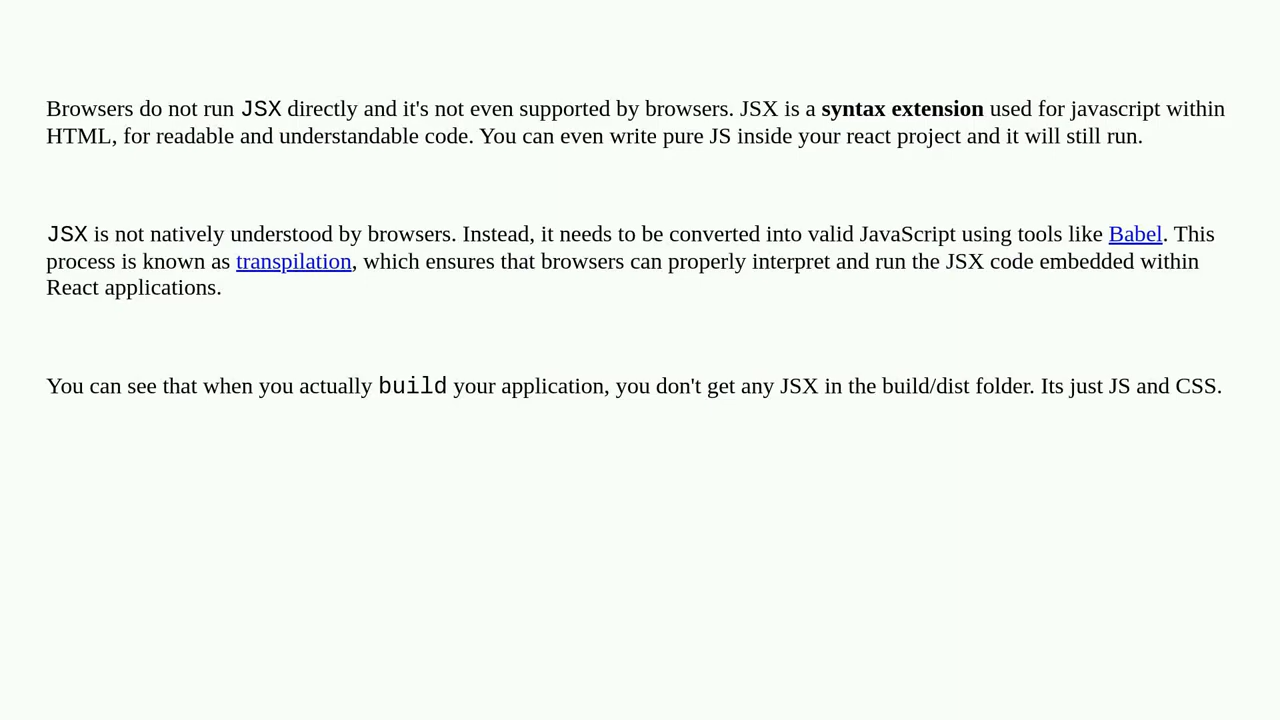 Browsers do not run JSX directly and it's not even supported by browsers. JSX is a syntax extension used for javascript within
HTML, for readable and understandable code. You can even write pure JS inside your react project and it will still run.
JSX is not natively understood by browsers. Instead, it needs to be converted into valid JavaScript using tools like Babel. This
process is known as transpilation, which ensures that browsers can properly interpret and run the JSX code embedded within
React applications.
You can see that when you actually build your application, you don't get any JSX in the build/dist folder. Its just JS and CSS.